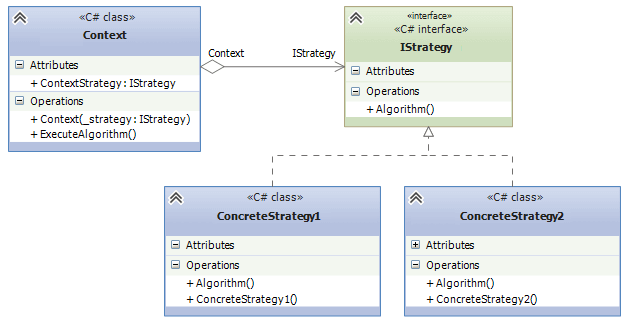 «C# class»
Context
Attributes
+ ContextStrategy : IStrategy
Operations
+ Context(_strategy : IStrategy)
+ ExecuteAlgorithm()
Context
IStrategy
«interface»
«C# interface»
IStrategy
Attributes
Operations
+ Algorithm()
«C# class»
ConcreteStrategy1
Attributes
Operations
+ Algorithm()
+ ConcreteStrategy1()
«C# class»
ConcreteStrategy2
Attributes
Operations
+ Algorithm()
+ ConcreteStrategy2()